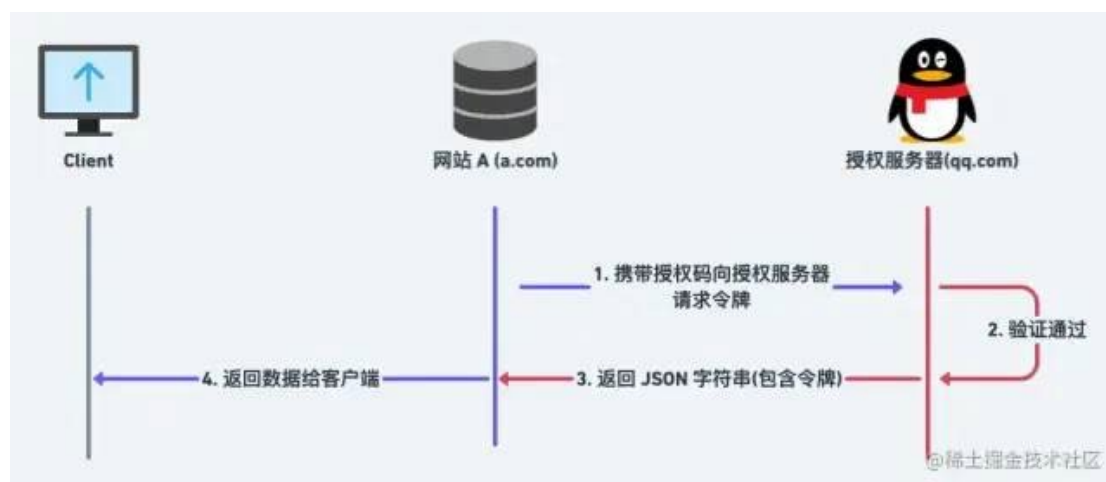 Client
网站 A (a.com)
授权服务器(qq.com)
1. 携带授权码向授权服务器
请求令牌
2. 验证通过
4. 返回数据给客户端
3. 返回 JSON 字符串(包含令牌)
@稀土掘金技术社区